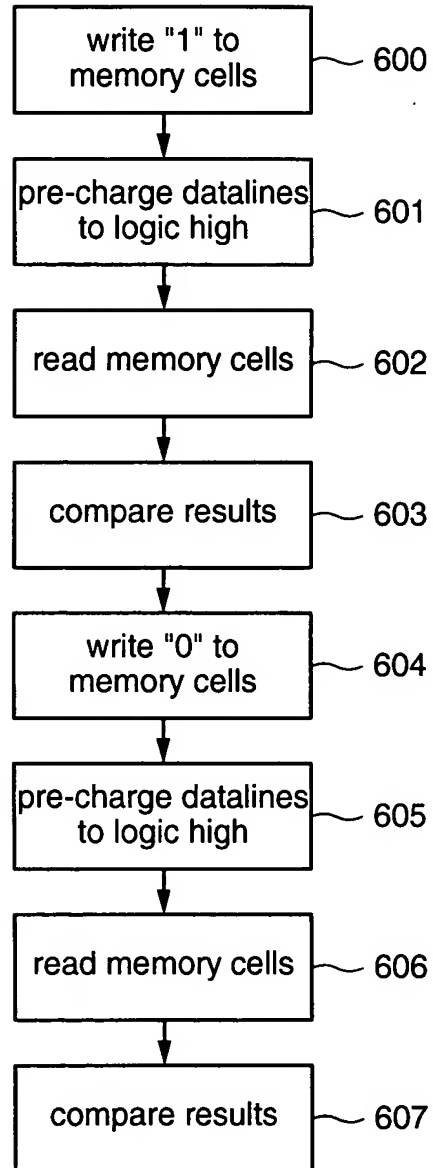 write "1" to
memory cells
600
pre-charge datalines
to logic high
601
read memory cells
602
compare results
603
write "0" to
memory cells
604
pre-charge datalines
to logic high
605
read memory cells
606
compare results
607